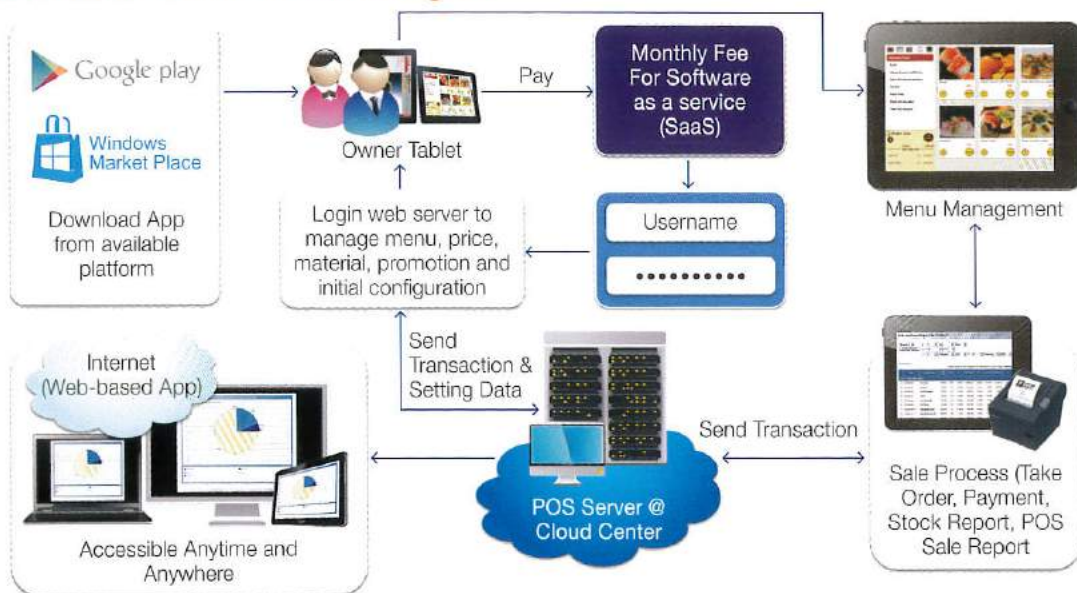 Google play
Windows
Market Place
Download App
from available
platform
Owner Tablet
Pay
Monthly Fee
For Software
as a service
(SaaS)
Menu Management
Login web server to
manage menu, price,
material, promotion and
initial configuration
Username
Send
Transaction &
Setting Data
Internet
(Web-based App)
Accessible Anytime and
Anywhere
POS Server @
Cloud Center
Send Transaction
Sale Process (Take
Order, Payment,
Stock Report, POS
Sale Report